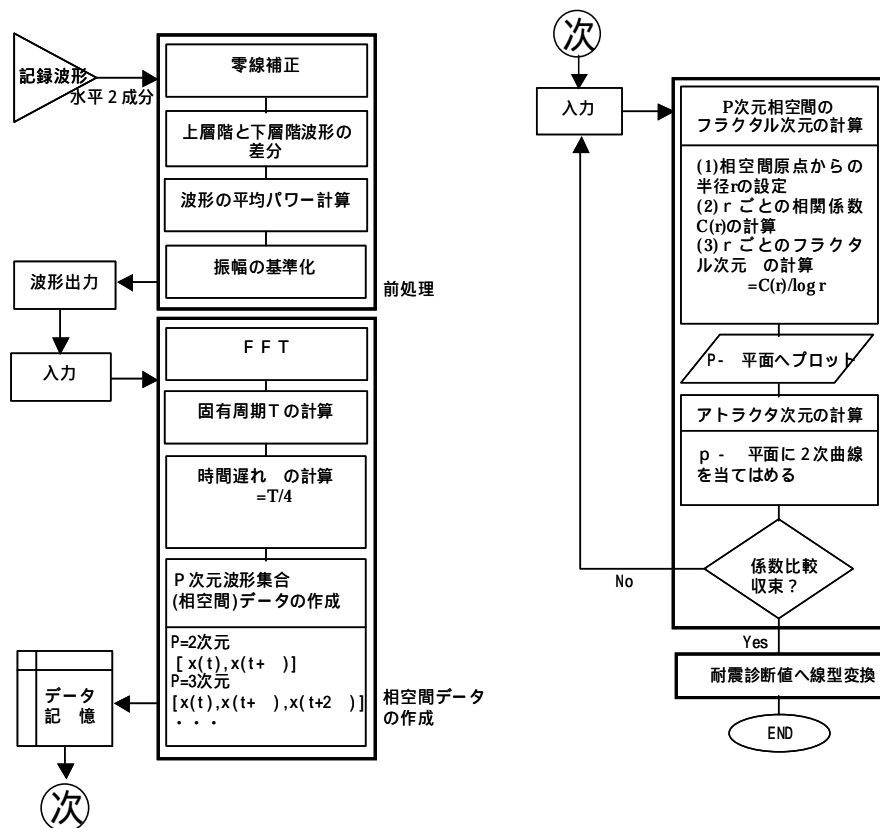 記録波形
水平２成分
零線補正
上層階と下層階波形の
差分
波形の平均パワー計算
振幅の基準化
前処理
波形出力
入力
ＦＦＴ
固有周期Ｔの計算
時間遅れ　の計算
=T/4
Ｐ次元波形集合
(相空間)データの作成
P=2次元
[x(t),x(t+　)]
P=3次元
[x(t),x(t+　),x(t+2　)]
・・・
相空間データ
の作成
データ
記　憶
次
次
入力
P次元相空間の
フラクタル次元の計算
(1)相空間原点からの
半径rの設定
(2)ｒごとの相関係数
C(r)の計算
(3)ｒごとのフラクタ
ル次元　の計算
=C(r)/log r
P-　平面へプロット
アトラクタ次元の計算
ｐ-　平面に２次曲線
を当てはめる
係数比較
収束？
No
Yes
耐震診断値へ線型変換
END